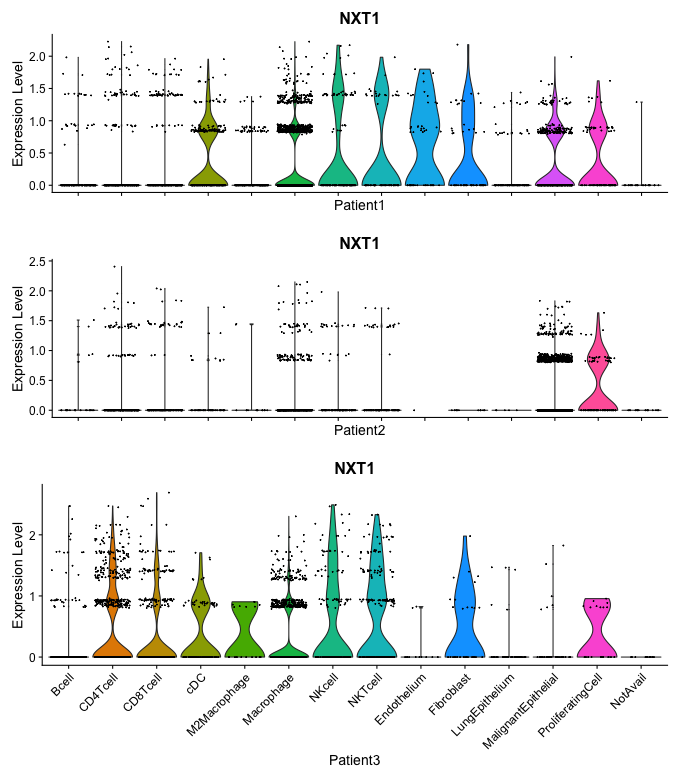 NXT1
Expression Level
2.0
1.5
1.0
0.5
0.0
Patient1
NXT1
Expression Level
2.5
2.0
1.5
1.0
0.5
0.0
Patient2
NXT1
Expression Level
2
1
0
Bcell
CD4Tcell
CD8Tcell
cDC
M2Macrophage
Macrophage
NKcell
NKTcell
Endothelium
Fibroblast
LungEpithelium
MalignantEpithelial
ProliferatingCell
NotAvail
Patient3